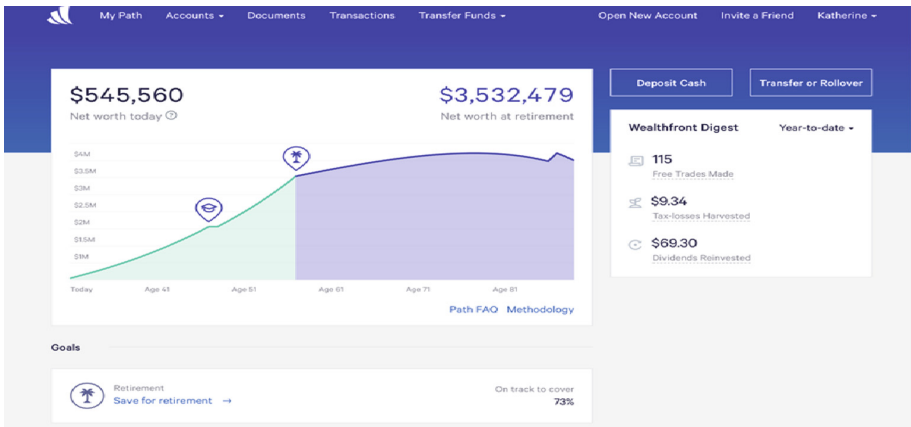 My Path Accounts Documents Transactions Transfer Funds Open New Account Invite a Friend Katherine
$545,560
Net worth today
$3,532,479
Net worth at retirement
$4M
$3.5M
$3M
$2.5M
$2M
$1.5M
$1M
Today Age 41 Age 51 Age 61 Age 71 Age 81
Path FAQ Methodology
Deposit Cash Transfer or Rollover
Wealthfront Digest Year-to-date
115
Free Trades Made
$9.34
Tax-losses Harvested
$69.30
Dividends Reinvested
Goals
Retirement
Save for retirement →
On track to cover
73%